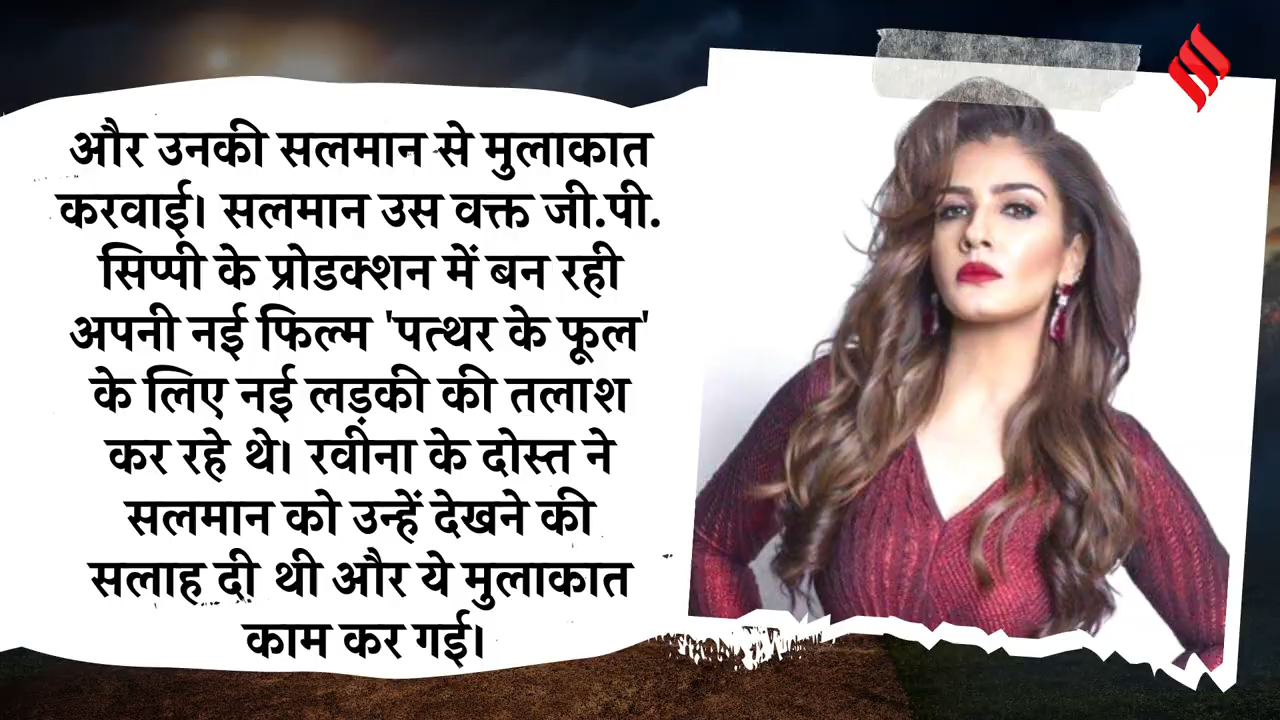 और उनकी सलमान से मुलाकात
करवाई। सलमान उस वक्त जी.पी.
सिप्पी के प्रोडक्शन में बन रही
अपनी नई फिल्म 'पत्थर के फूल'
के लिए नई लड़की की तलाश
कर रहे थे। रवीना के दोस्त ने
सलमान को उन्हें देखने की
सलाह दी थी और ये मुलाकात
काम कर गई।